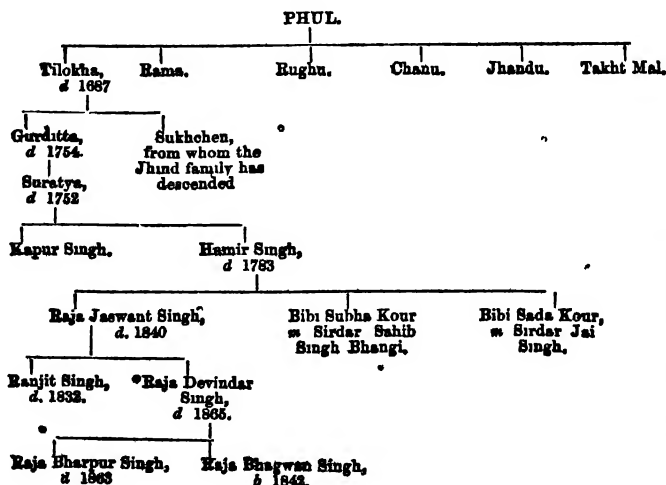 PHUL.
Tilokha, Rama. Rughu. Chanu. Jhandu. Takht Mal.
d 1687
Gurditta, Sukhchen,
d 1754. from whom the
Jhind family has
descended
Suratya,
d 1752
Kapur Singh. Hamir Singh,
d 1783
Raja Jaswant Singh, Bibi Subha Kour Bibi Sada Kour,
d. 1840 m Sirdar Sahib m Sirdar Jai
Singh Bhangi. Singh.
Ranjit Singh, Raja Devindar
d. 1832. Singh,
d 1865.
Raja Bharpur Singh, Raja Bhagwan Singh,
d 1863 b 1842.